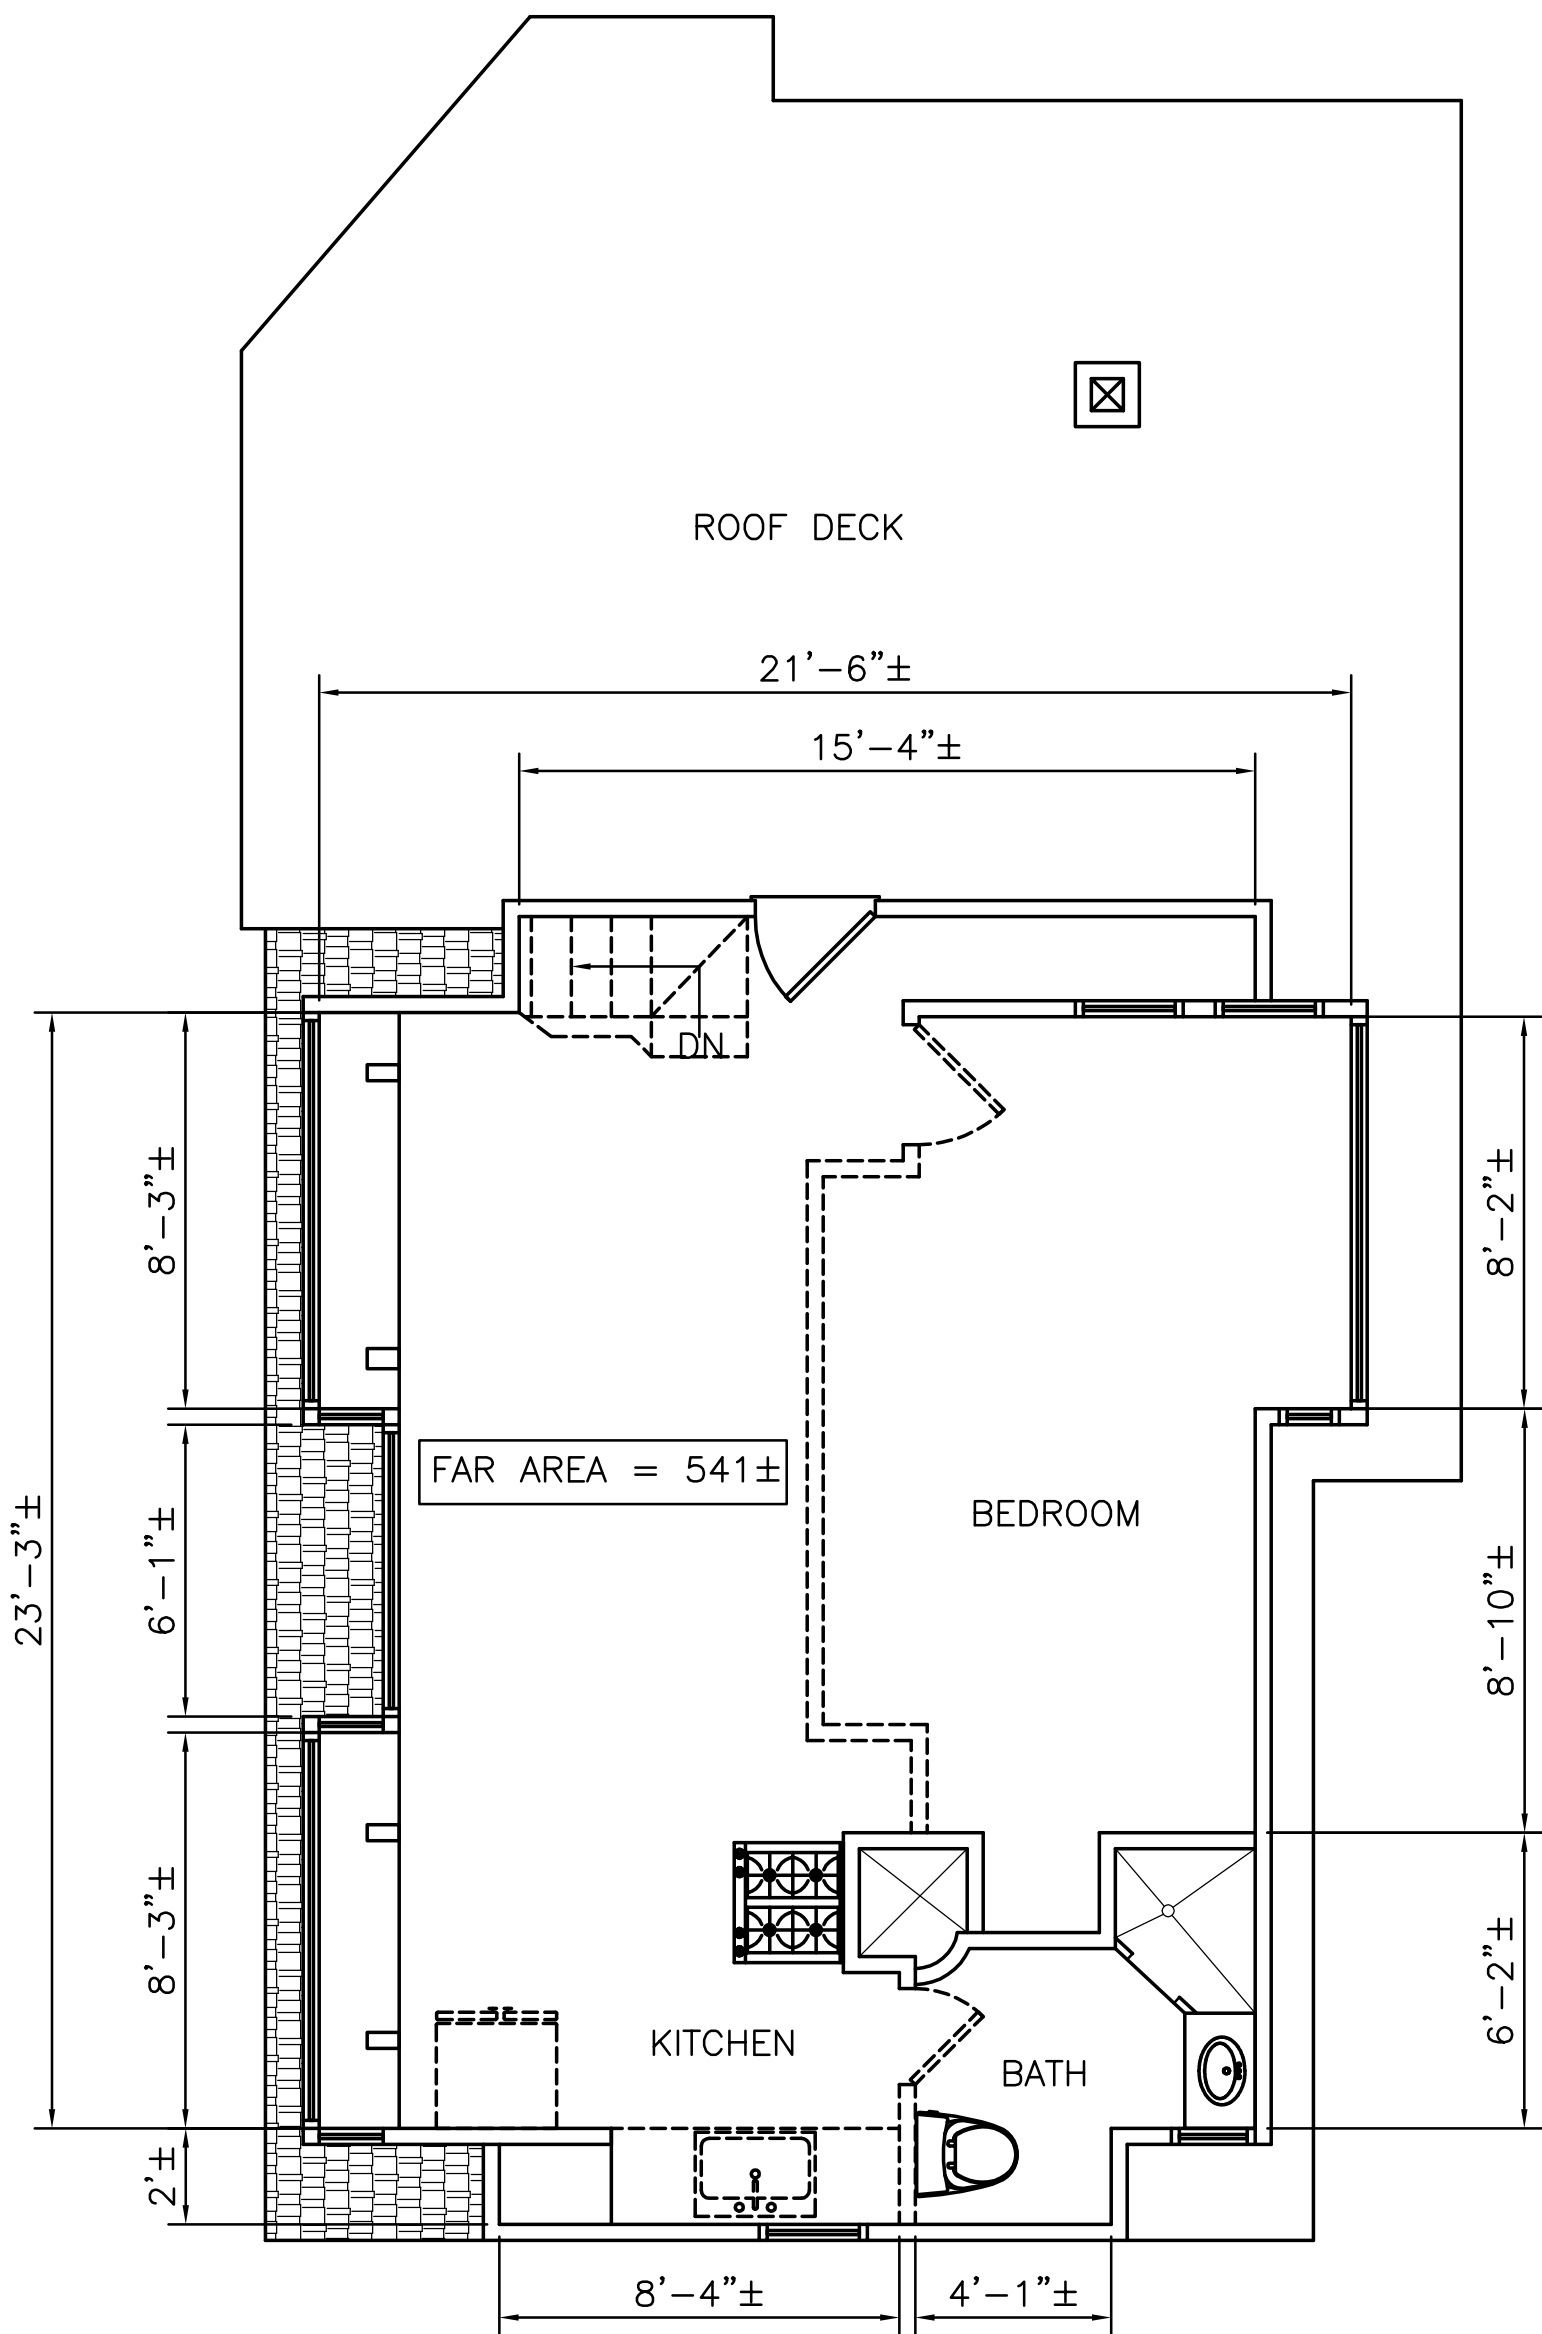 ROOF DECK
21'-6"±
15'-4"±
DN
8'-3"±
8'-2"±
FAR AREA = 541±
BEDROOM
23'-3"±
6'-1"±
8'-10"±
8'-3"±
6'-2"±
KITCHEN
BATH
2'±
8'-4"±
4'-1"±